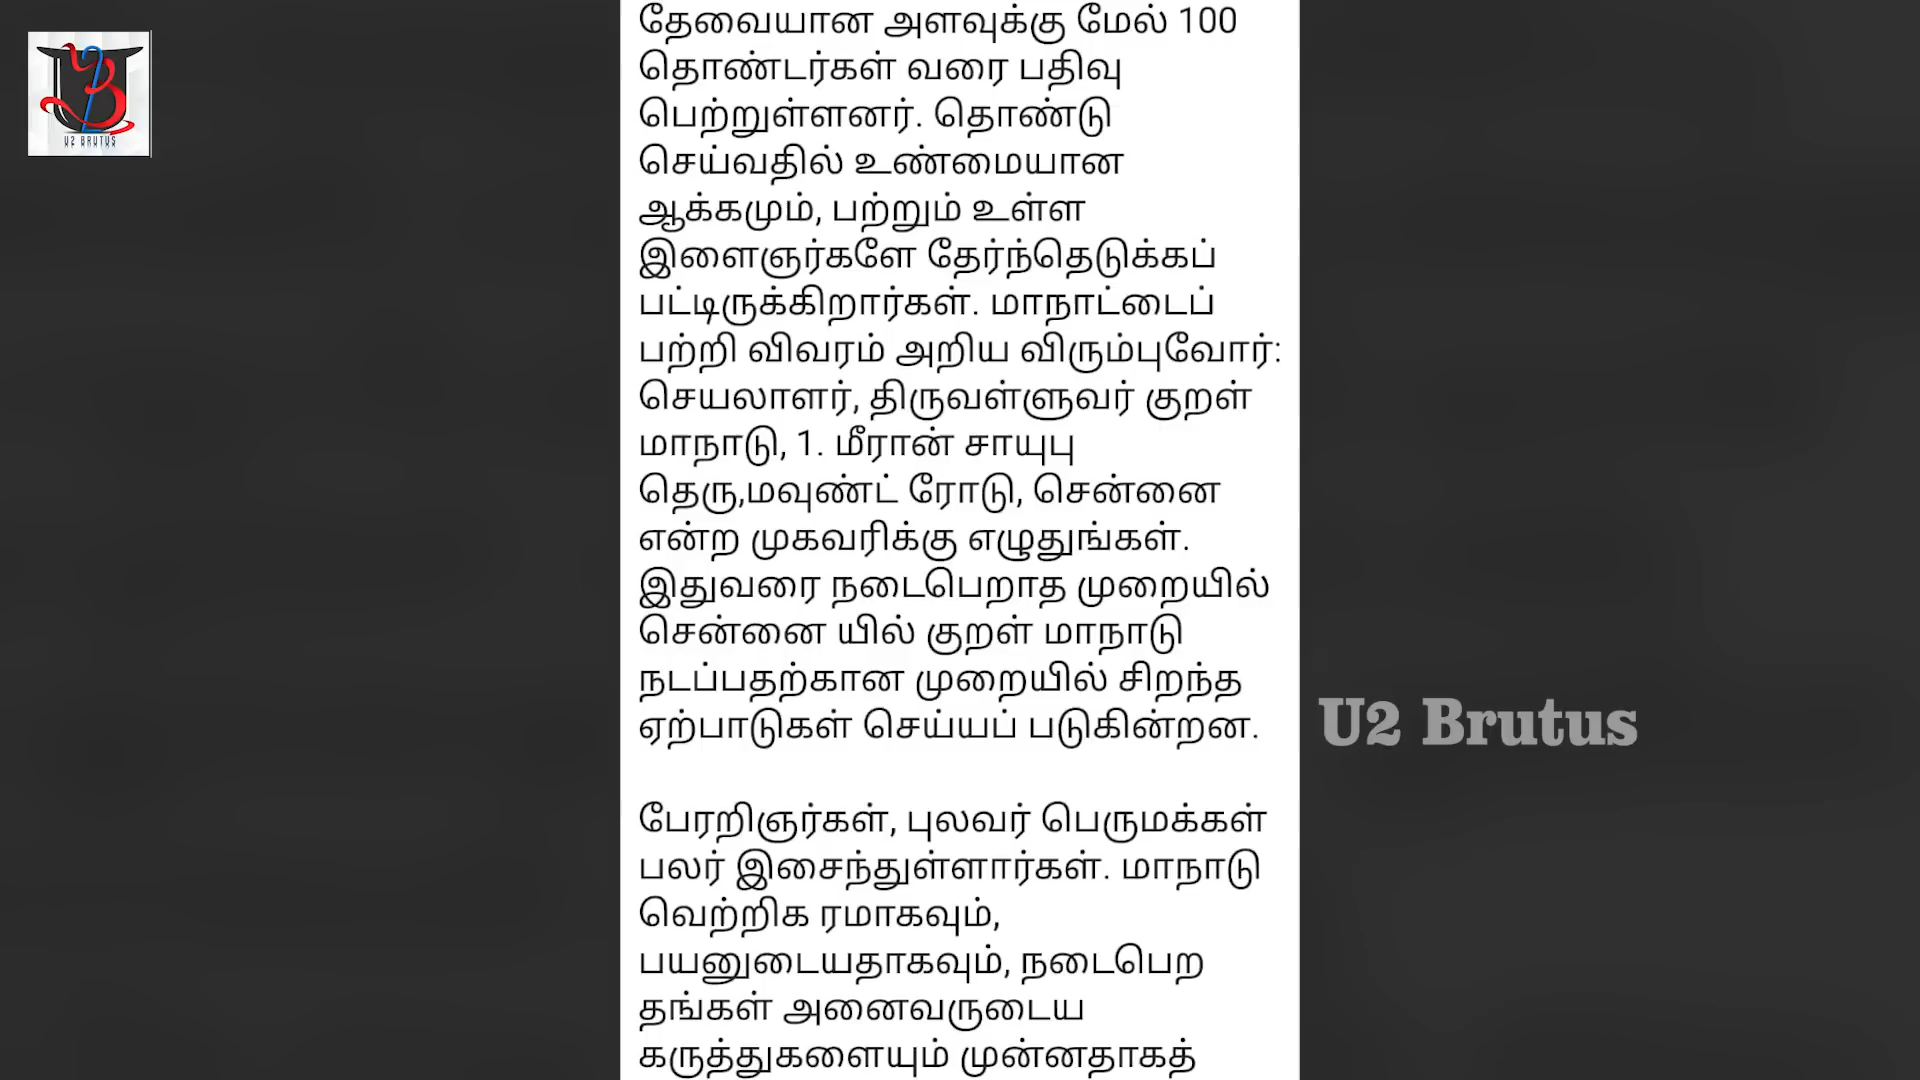 தேவையான அளவுக்கு மேல் 100
தொண்டர்கள் வரை பதிவு
பெற்றுள்ளனர். தொண்டு
செய்வதில் உண்மையான
ஆக்கமும், பற்றும் உள்ள
இளைஞர்களே தேர்ந்தெடுக்கப்
பட்டிருக்கிறார்கள். மாநாட்டைப்
பற்றி விவரம் அறிய விரும்புவோர்:
செயலாளர், திருவள்ளுவர் குறள்
மாநாடு, 1. மீரான் சாயுபு
தெரு,மவுண்ட் ரோடு, சென்னை
என்ற முகவரிக்கு எழுதுங்கள்.
இதுவரை நடைபெறாத முறையில்
சென்னை யில் குறள் மாநாடு
நடப்பதற்கான முறையில் சிறந்த
ஏற்பாடுகள் செய்யப் படுகின்றன.
பேரறிஞர்கள், புலவர் பெருமக்கள்
பலர் இசைந்துள்ளார்கள். மாநாடு
வெற்றிக ரமாகவும்,
பயனுடையதாகவும், நடைபெற
தங்கள் அனைவருடைய
கருத்துகளையும் முன்னதாகத்
U2 BRUTUS
U2 Brutus